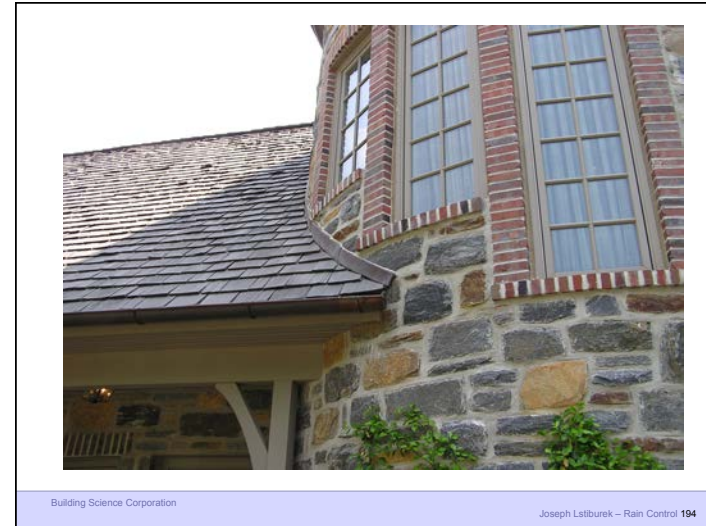 Building Science Corporation
Joseph Lstiburek – Rain Control 194